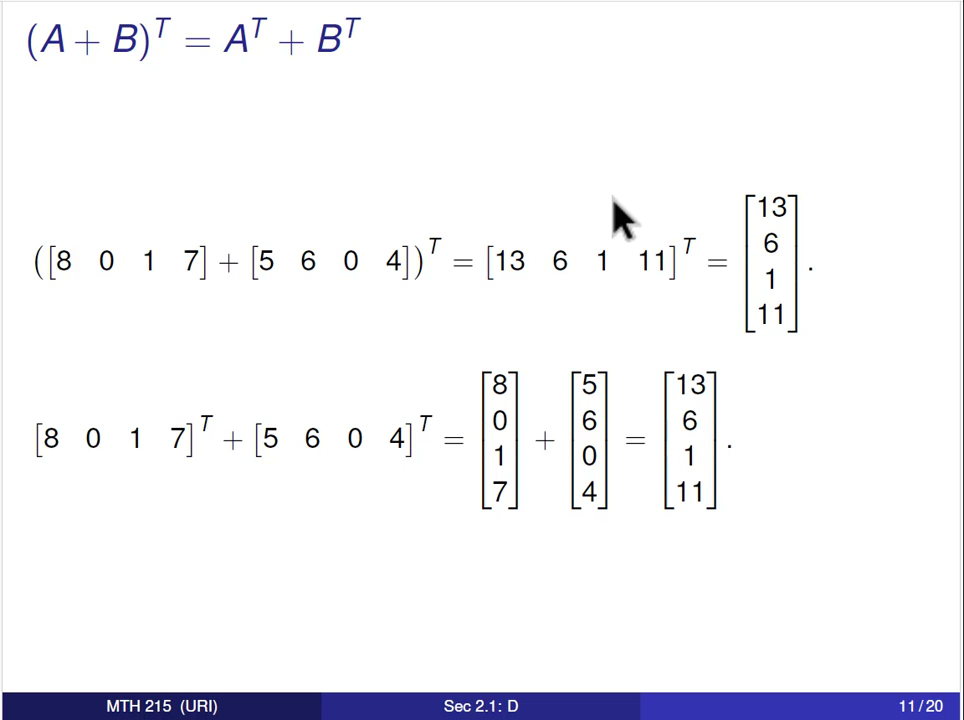 (A + B)^T = A^T + B^T
([8 0 1 7] + [5 6 0 4])^T = [13 6 1 11]^T = [13 6 1 11].
[8 0 1 7]^T + [5 6 0 4]^T = [8 0 1 7] + [5 6 0 4] = [13 6 1 11].
MTH 215 (URI) Sec 2.1: D 11/20